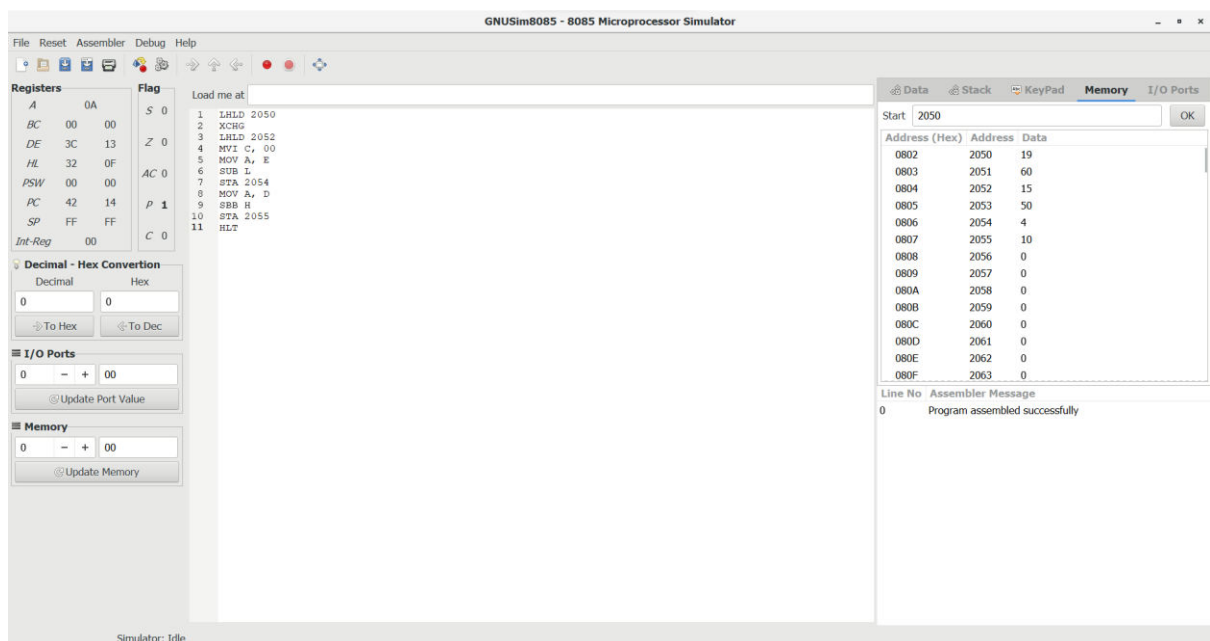 GNUSim8085 - 8085 Microprocessor Simulator
File Reset Assembler Debug Help
Registers
A 0A
BC 00 00
DE 3C 13
HL 32 0F
PSW 00 00
PC 42 14
SP FF FF
Int-Reg 00
Flag
S 0
Z 0
AC 0
P 1
C 0
Decimal - Hex Convertion
Decimal Hex
0 0
To Hex To Dec
I/O Ports
0 - + 00
Update Port Value
Memory
0 - + 00
Update Memory
Load me at
1 LHLD 2050
2 XCHG
3 LHLD 2052
4 MVI C, 00
5 MOV A, E
6 SUB L
7 STA 2054
8 MOV A, D
9 SBB H
10 STA 2055
11 HLT
Data Stack KeyPad Memory I/O Ports
Start 2050 OK
Address (Hex) Address Data
0802 2050 19
0803 2051 60
0804 2052 15
0805 2053 50
0806 2054 4
0807 2055 10
0808 2056 0
0809 2057 0
080A 2058 0
080B 2059 0
080C 2060 0
080D 2061 0
080E 2062 0
080F 2063 0
Line No Assembler Message
0 Program assembled successfully
Simulator: Idle